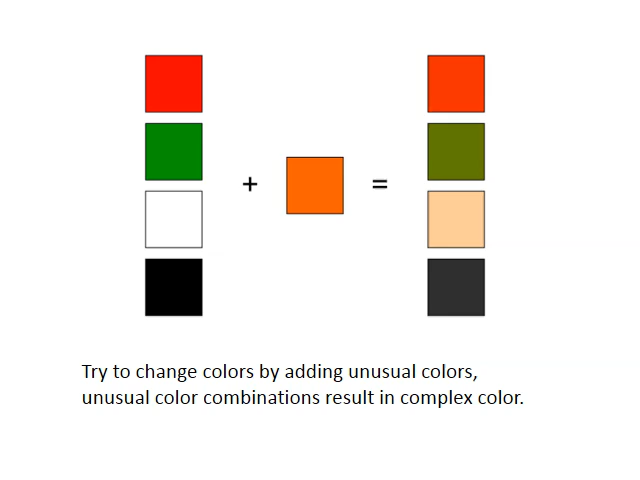 + =
Try to change colors by adding unusual colors,
unusual color combinations result in complex color.